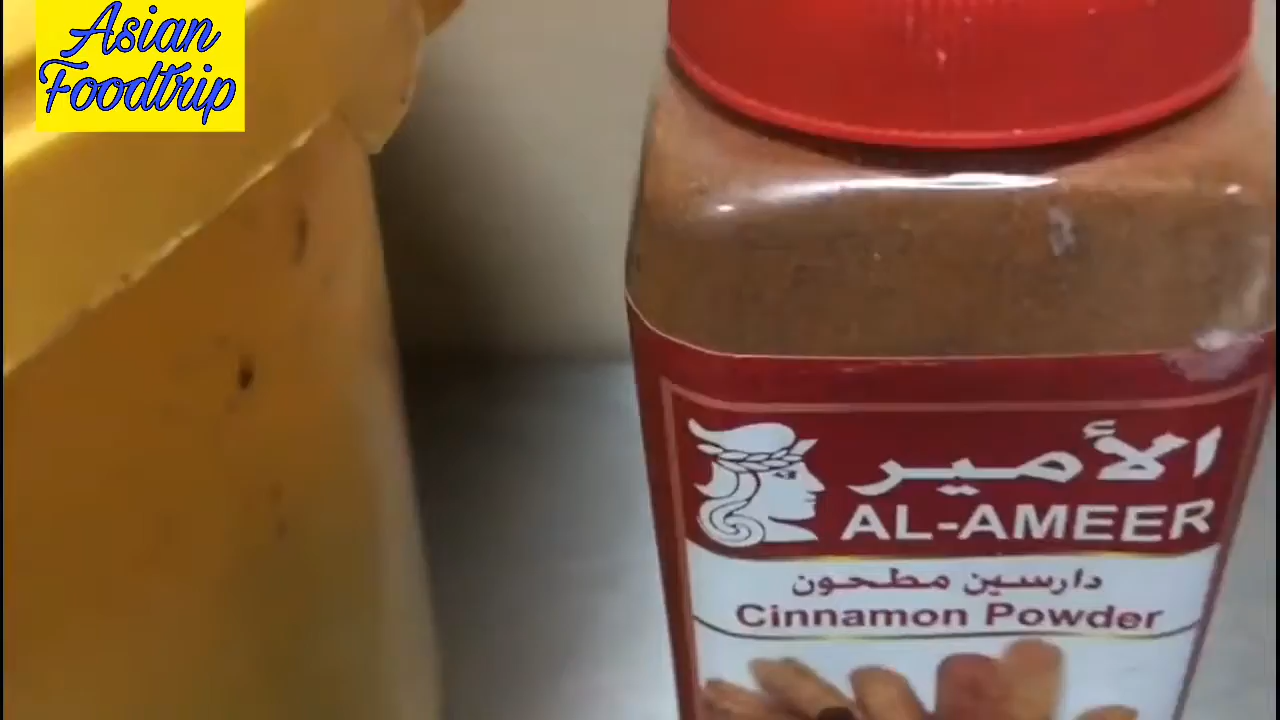 Asian
Foodtrip
الأمير
AL-AMEER
دارسين مطحون
Cinnamon Powder